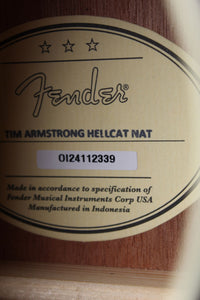 Fender®
TIM ARMSTRONG HELLCAT NAT
OI24112339
Made in accordance to specification of
Fender Musical Instruments Corp USA
Manufactured in Indonesia